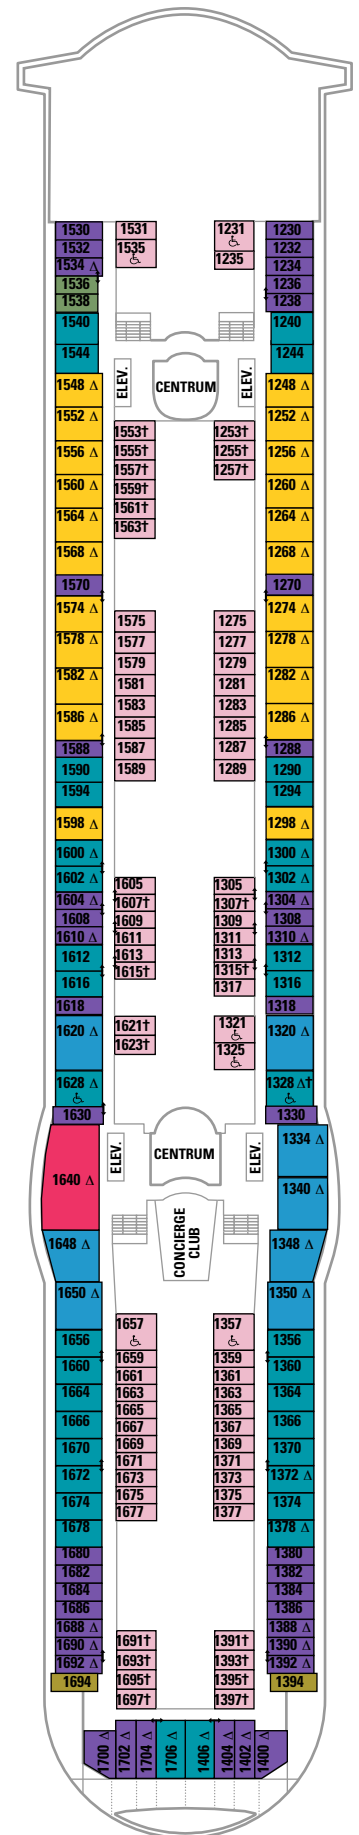 1530 1531 1231 1230
1532 1535 ♿ 1235 1232
1534 Δ 1234
1536 1236
1538 1238
1540 1240
1544 1244
ELEV. CENTRUM ELEV.
1548 Δ 1248 Δ
1552 Δ 1252 Δ
1553† 1253†
1556 Δ 1555† 1255† 1256 Δ
1557† 1257†
1560 Δ 1559† 1260 Δ
1564 Δ 1561† 1264 Δ
1563†
1568 Δ 1268 Δ
1570 1270
1574 Δ 1575 1275 1274 Δ
1578 Δ 1577 1277 1278 Δ
1579 1279
1582 Δ 1581 1281 1282 Δ
1583 1283
1586 Δ 1585 1285 1286 Δ
1588 1587 1287 1288
1590 1589 1289 1290
1594 1294
1598 Δ 1298 Δ
1600 Δ 1300 Δ
1602 Δ 1605 1305 1302 Δ
1604 Δ 1607† 1307† 1304 Δ
1608 1609 1309 1308
1610 Δ 1611 1311 1310 Δ
1612 1613 1313 1312
1616 1615† 1315† 1316
1317
1618 1318
1620 Δ 1621† 1321 ♿ 1320 Δ
1623† 1325 ♿
1628 Δ ♿ 1328 Δ† ♿
1630 1330
ELEV. CENTRUM ELEV.
1640 Δ 1334 Δ
1340 Δ
CONCIERGE
CLUB
1648 Δ 1348 Δ
1650 Δ 1350 Δ
1656 1657 ♿ 1357 ♿ 1356
1660 1659 1359 1360
1661 1361
1664 1663 1363 1364
1665 1365
1666 1667 1367 1366
1670 1669 1369 1370
1671 1371
1672 1673 1373 1372 Δ
1674 1675 1375 1374
1677 1377
1678 1378 Δ
1680 1380
1682 1382
1684 1384
1686 1386
1688 Δ 1388 Δ
1690 Δ 1691† 1391† 1390 Δ
1692 Δ 1693† 1393† 1392 Δ
1694 1695† 1395† 1394
1697† 1397†
1700 Δ 1702 Δ 1704 Δ 1706 Δ 1406 Δ 1404 Δ 1402 Δ 1400 Δ